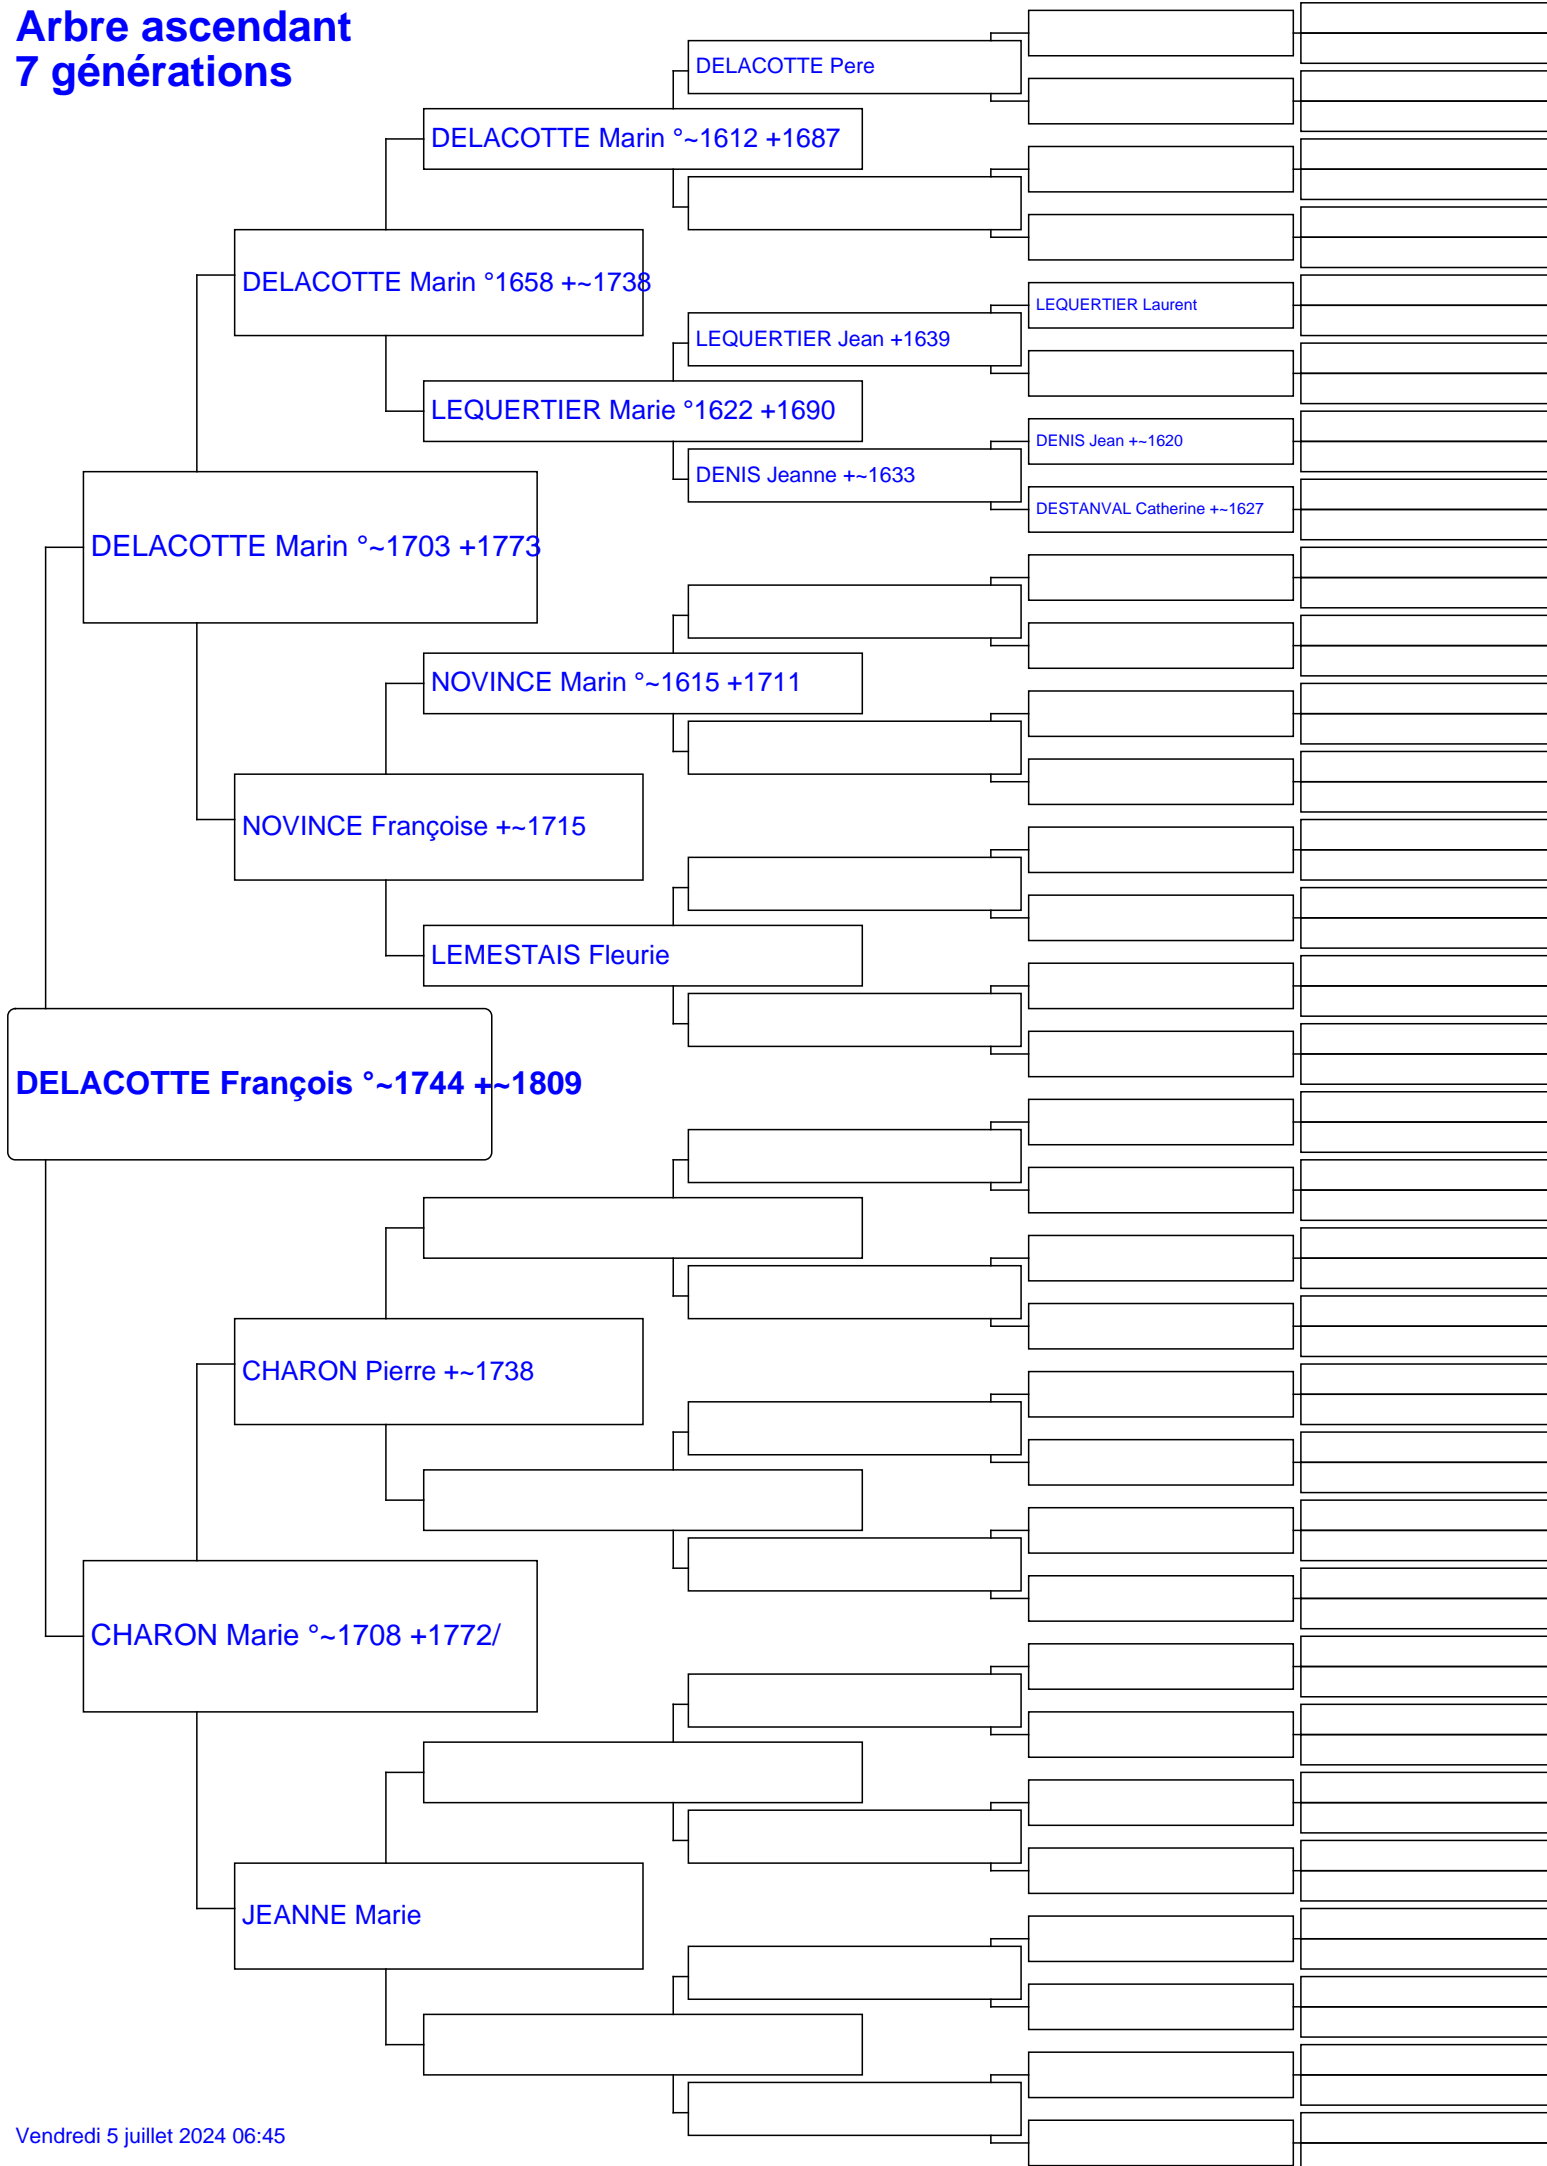 Arbre ascendant
7 générations
DELACOTTE Pere
DELACOTTE Marin °~1612 +1687
DELACOTTE Marin °1658 +~1738
LEQUERTIER Laurent
LEQUERTIER Jean +1639
LEQUERTIER Marie °1622 +1690
DENIS Jean +~1620
DENIS Jeanne +~1633
DESTANVAL Catherine +~1627
DELACOTTE Marin °~1703 +1773
NOVINCE Marin °~1615 +1711
NOVINCE Françoise +~1715
LEMESTAIS Fleurie
DELACOTTE François °~1744 +~1809
CHARON Pierre +~1738
CHARON Marie °~1708 +1772/
JEANNE Marie
Vendredi 5 juillet 2024 06:45